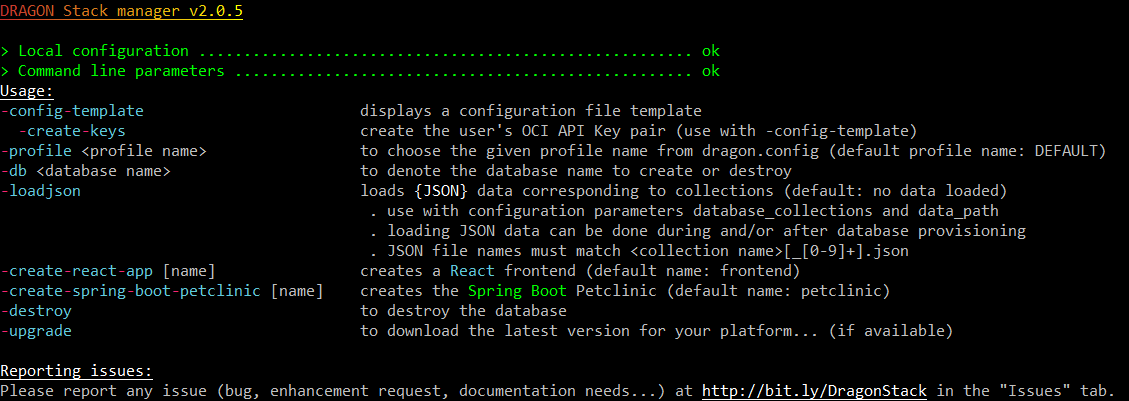 DRAGON Stack manager v2.0.5
> Local configuration ....................................................... ok
> Command line parameters ................................................... ok
Usage:
-config-template displays a configuration file template
-create-keys create the user's OCI API Key pair (use with -config-template)
-profile <profile name> to choose the given profile name from dragon.config (default profile name: DEFAULT)
-db <database name> to denote the database name to create or destroy
-loadjson loads {JSON} data corresponding to collections (default: no data loaded)
. use with configuration parameters database_collections and data_path
. loading JSON data can be done during and/or after database provisioning
. JSON file names must match <collection name>[_[0-9]+].json
-create-react-app [name] creates a React frontend (default name: frontend)
-create-spring-boot-petclinic [name] creates the Spring Boot Petclinic (default name: petclinic)
-destroy to destroy the database
-upgrade to download the latest version for your platform... (if available)
Reporting issues:
Please report any issue (bug, enhancement request, documentation needs...) at http://bit.ly/DragonStack in the "Issues" tab.